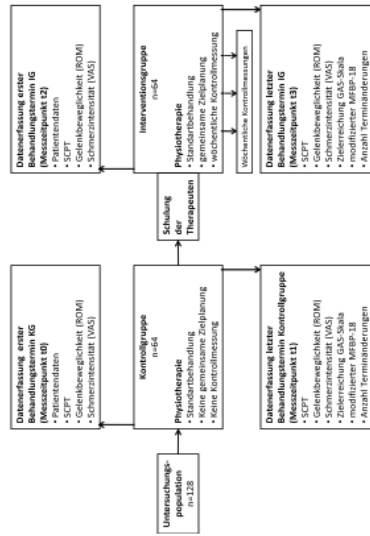 Untersuchungs-
population
n=128
Datenerfassung erster
Behandlungstermin KG
(Messzeitpunkt t0)
• Patientendaten
• SCPT
• Gelenkbeweglichkeit (ROM)
• Schmerzintensität (VAS)
Kontrollgruppe
n=64
Physiotherapie
• Standartbehandlung
• Keine gemeinsame Zielplanung
• Keine Kontrollmessung
Datenerfassung letzter
Behandlungstermin Kontrollgruppe
(Messzeitpunkt t1)
• SCPT
• Gelenkbeweglichkeit (ROM)
• Schmerzintensität (VAS)
• Zielerreichung GAS-Skala
• modifizierter MFBP-18
• Anzahl Terminänderungen
Schulung
der
Therapeuten
Datenerfassung erster
Behandlungstermin IG
(Messzeitpunkt t2)
• Patientendaten
• SCPT
• Gelenkbeweglichkeit (ROM)
• Schmerzintensität (VAS)
Interventionsgruppe
n=64
Physiotherapie
• Standartbehandlung
• gemeinsame Zielplanung
• wöchentliche Kontrollmessung
Wöchentliche Kontrollmessungen
Datenerfassung letzter
Behandlungstermin IG
(Messzeitpunkt t3)
• SCPT
• Gelenkbeweglichkeit (ROM)
• Schmerzintensität (VAS)
• Zielerreichung GAS-Skala
• modifizierter MFBP-18
• Anzahl Terminänderungen